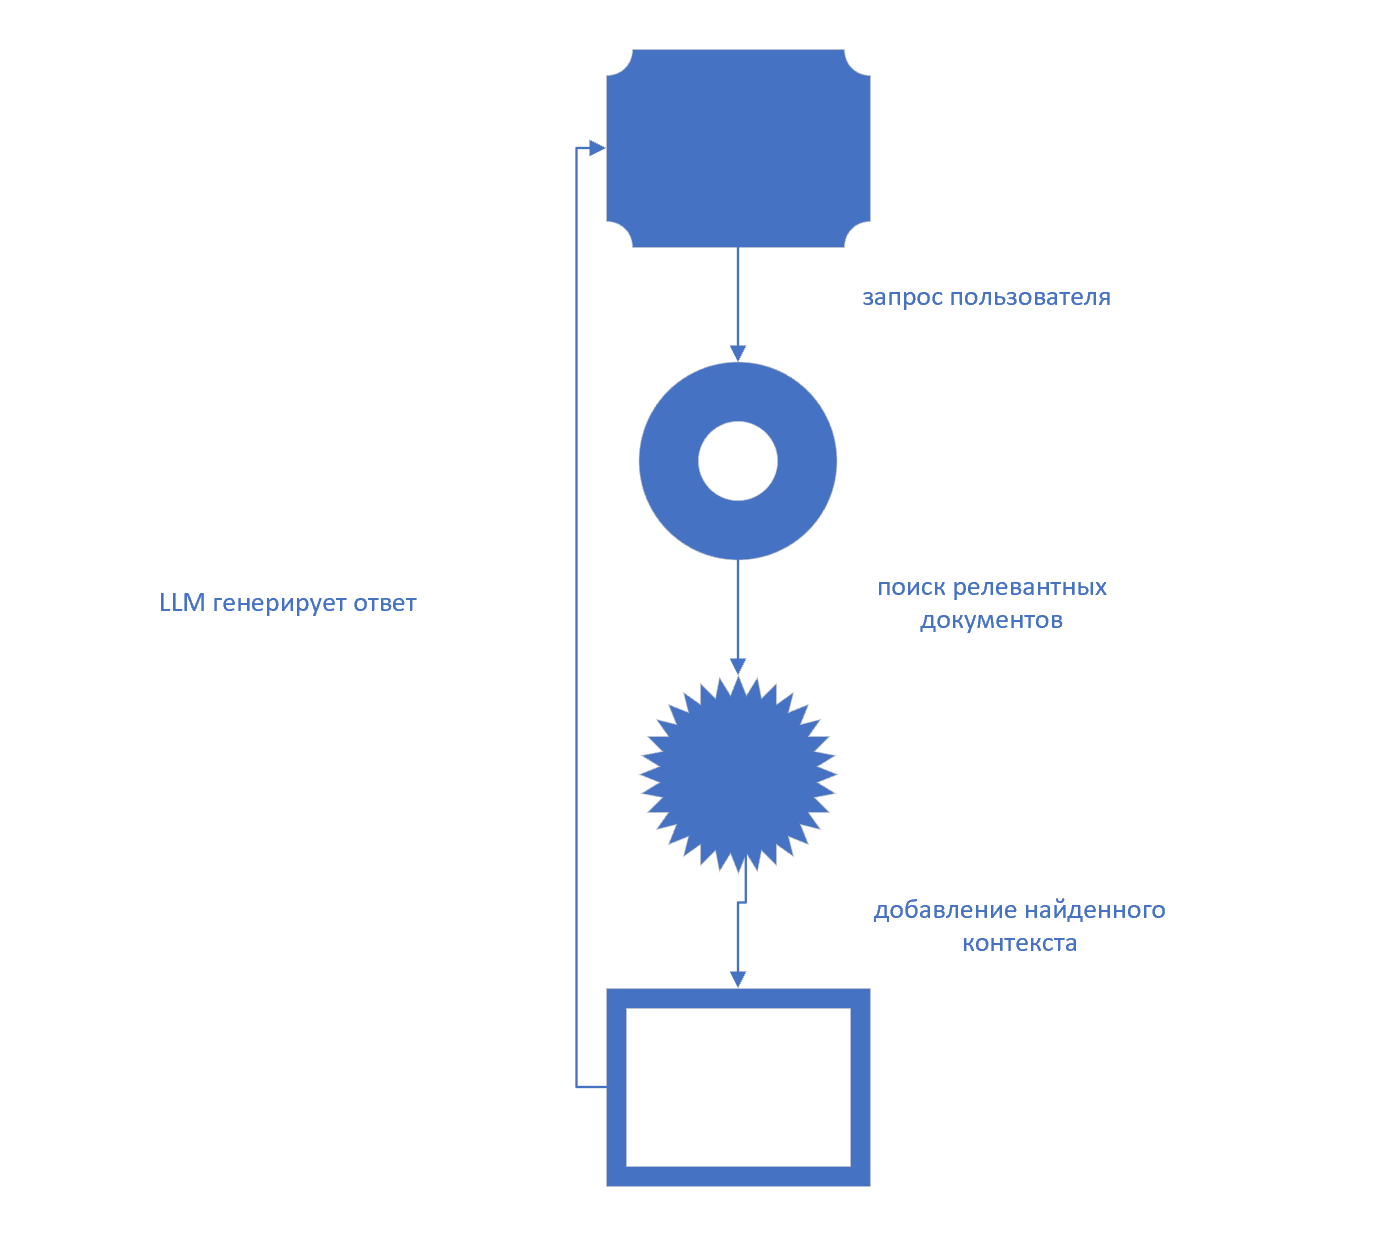 запрос пользователя
поиск релевантных
документов
LLM генерирует ответ
добавление найденного
контекста